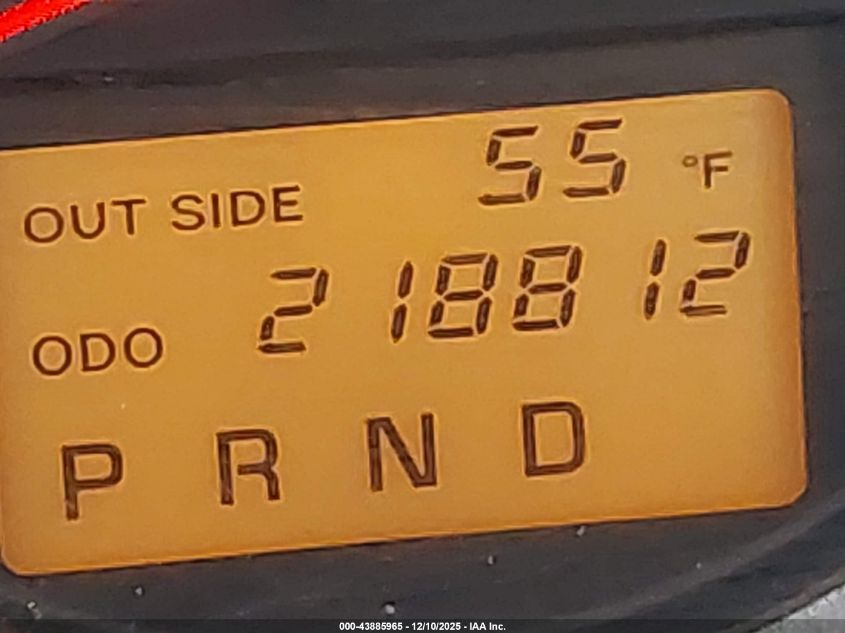 OUT SIDE 55 °F
ODO 218812
P R N D
000-43885965 - 12/10/2025 - IAA Inc.